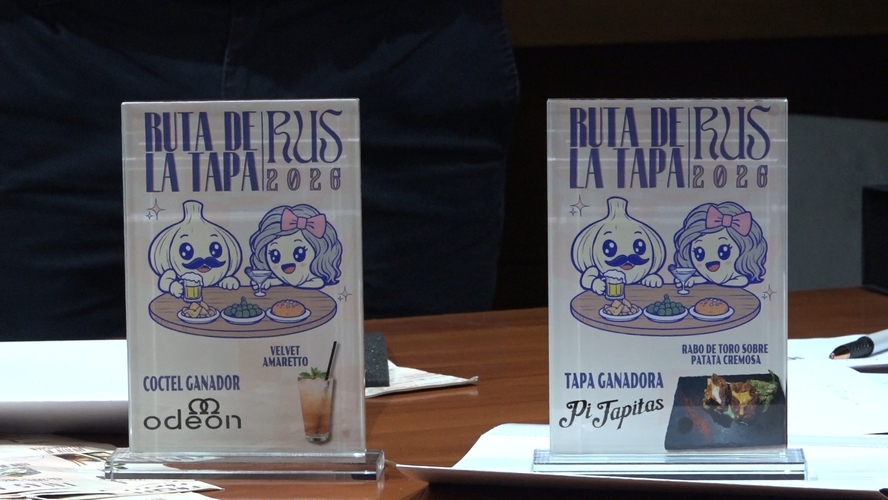 RUTA DE
LA TAPA
RUS
2026
VELVET
AMARETTO
COCTEL GANADOR
odeon
RUTA DE
LA TAPA
RUS
2026
RABO DE TORO SOBRE
PATATA CREMOSA
TAPA GANADORA
Pi Tapitas